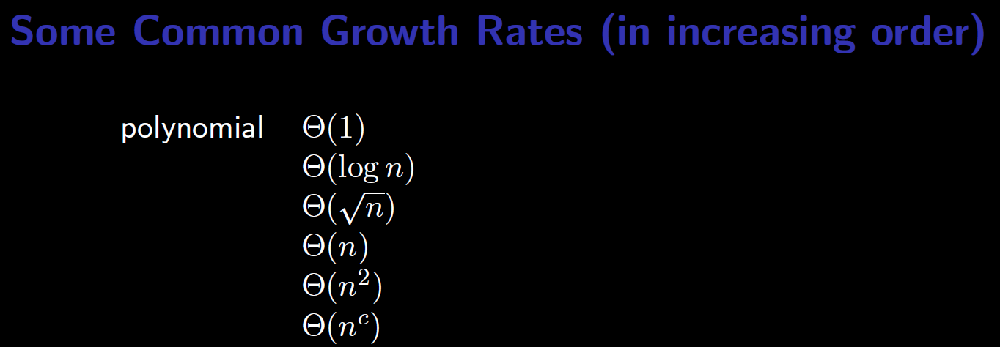 Some Common Growth Rates (in increasing order)
polynomial Θ(1)
Θ(log n)
Θ(√n)
Θ(n)
Θ(n²)
Θ(nᶜ)